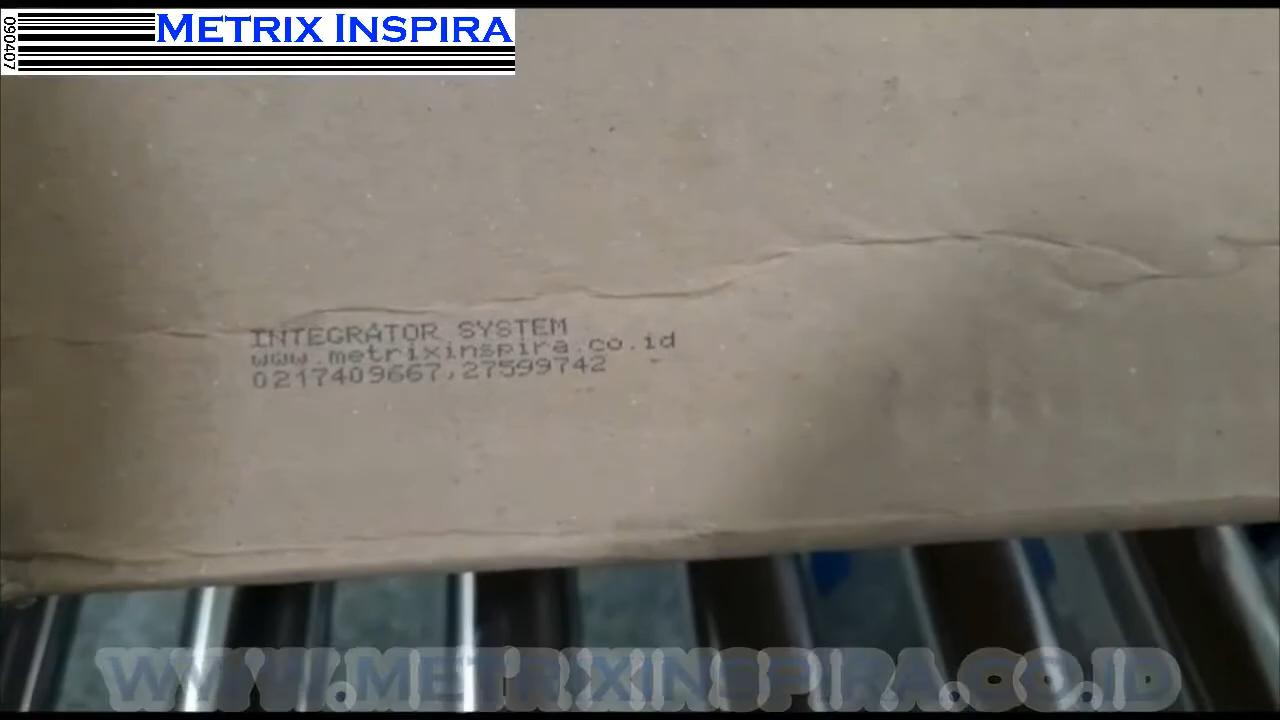 METRIX INSPIRA
090407
INTEGRATOR SYSTEM
www.metrixinspira.co.id
0217409667,27599742
WWW.METRIXINSPIRA.CO.ID